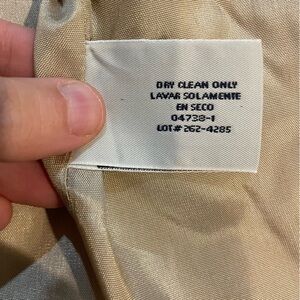 DRY CLEAN ONLY
LAVAR SOLAMENTE
EN SECO
04738-1
LOT# 262-4285